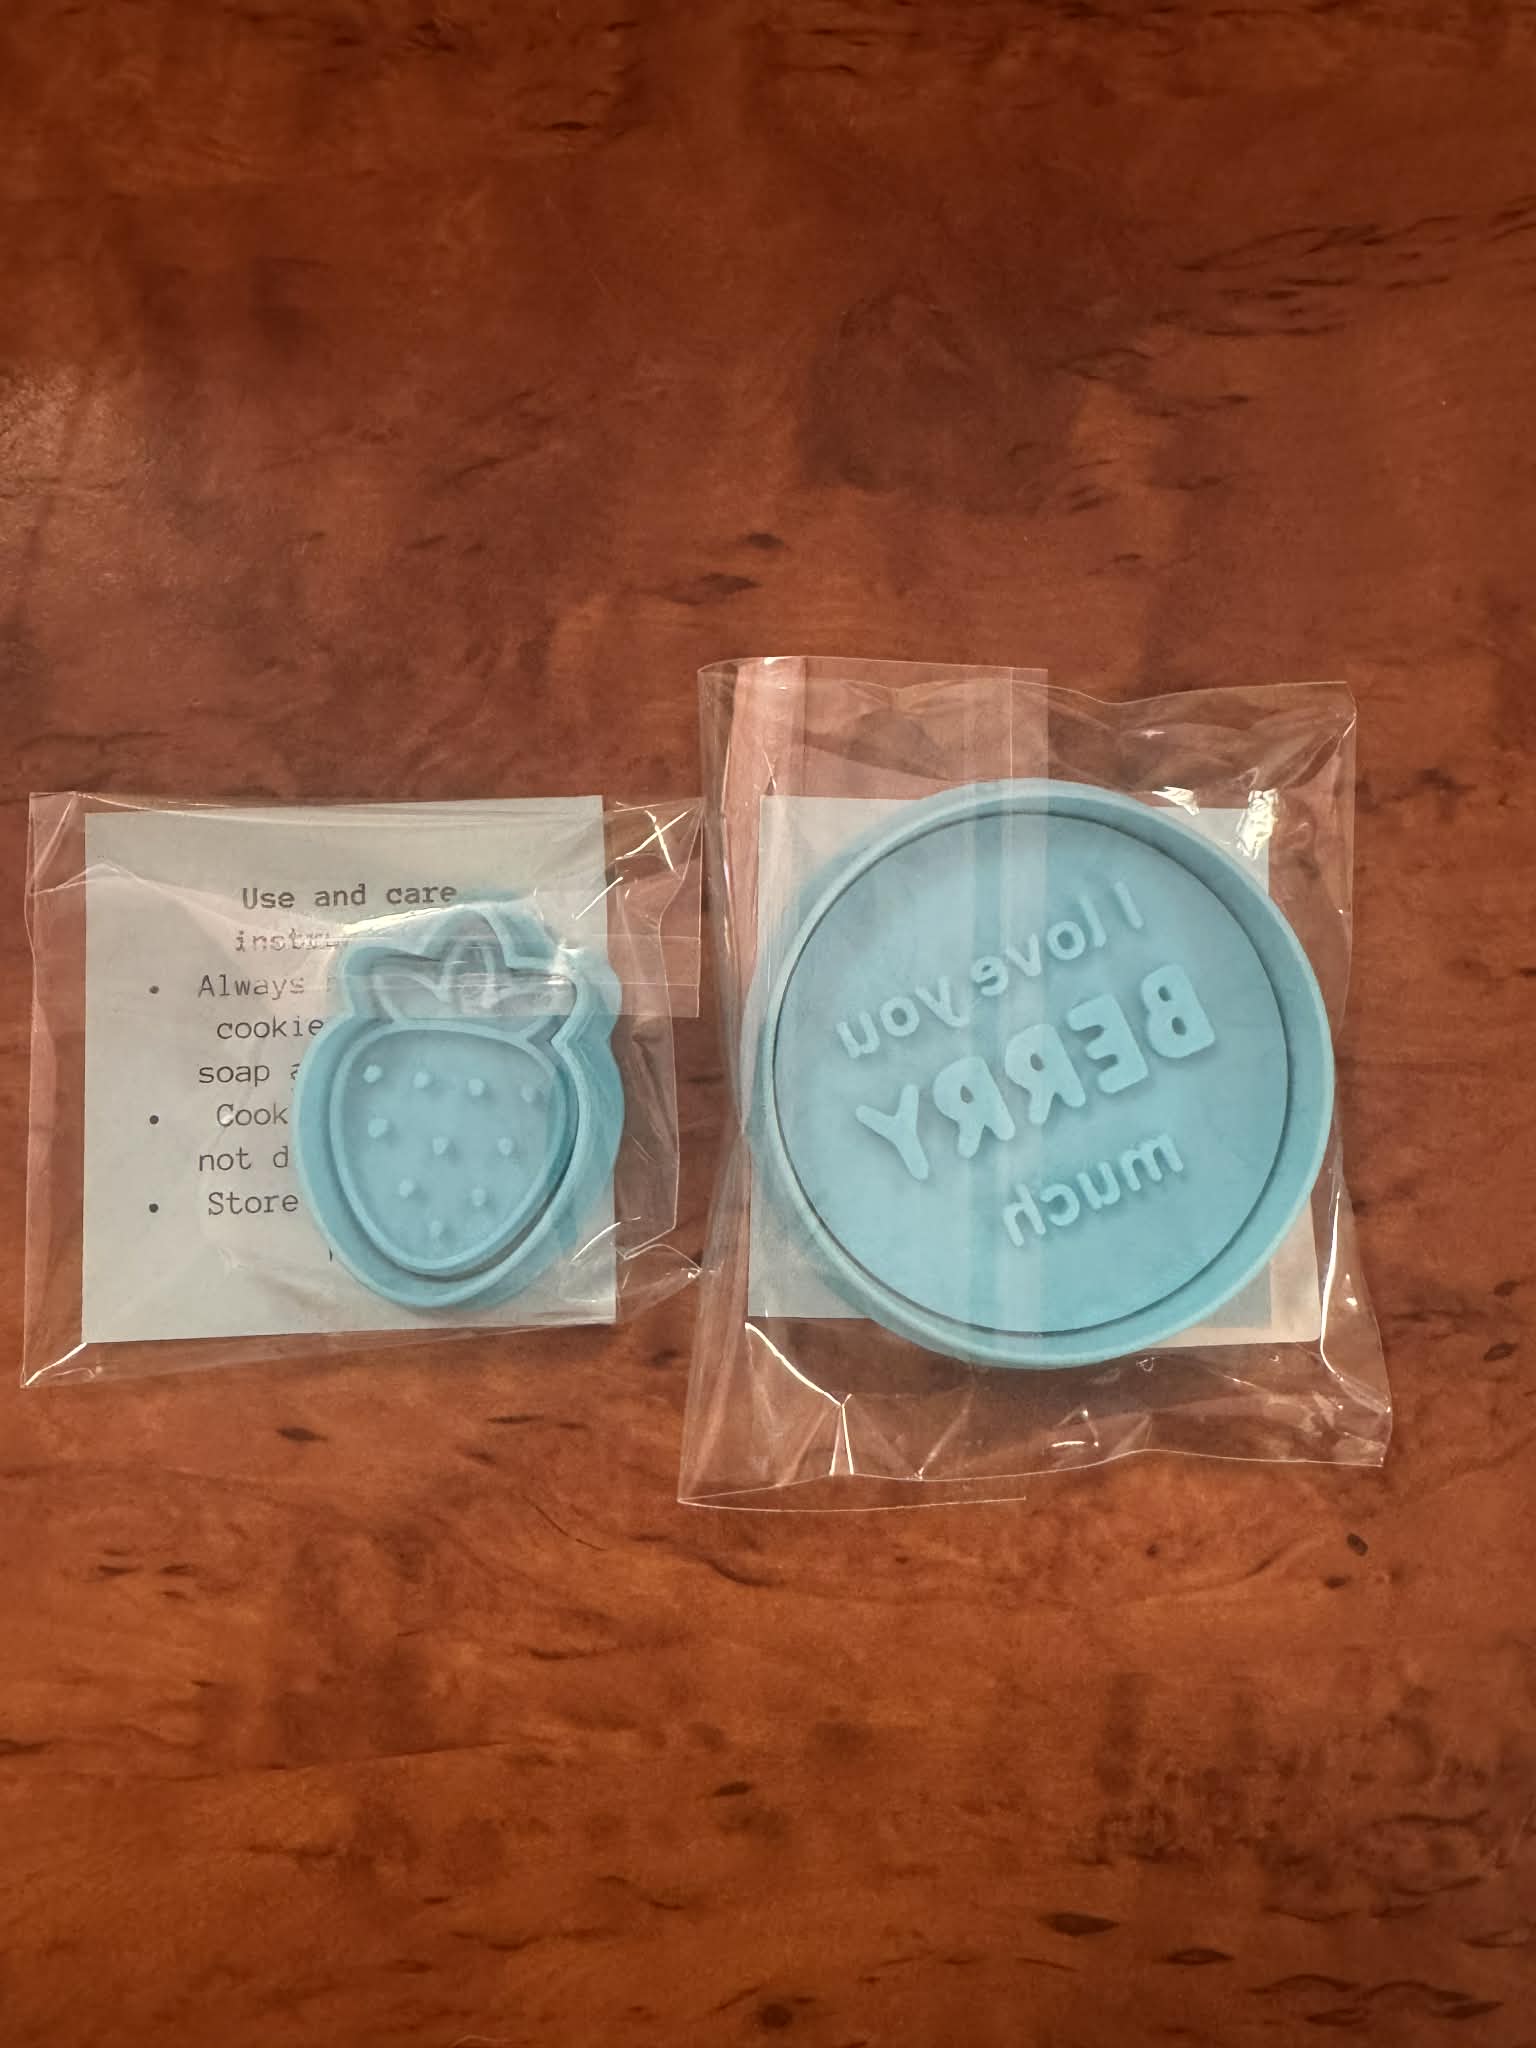 Use and care
Always
cookie
soap
Cook
not d
Store
I love you
BERRY
much